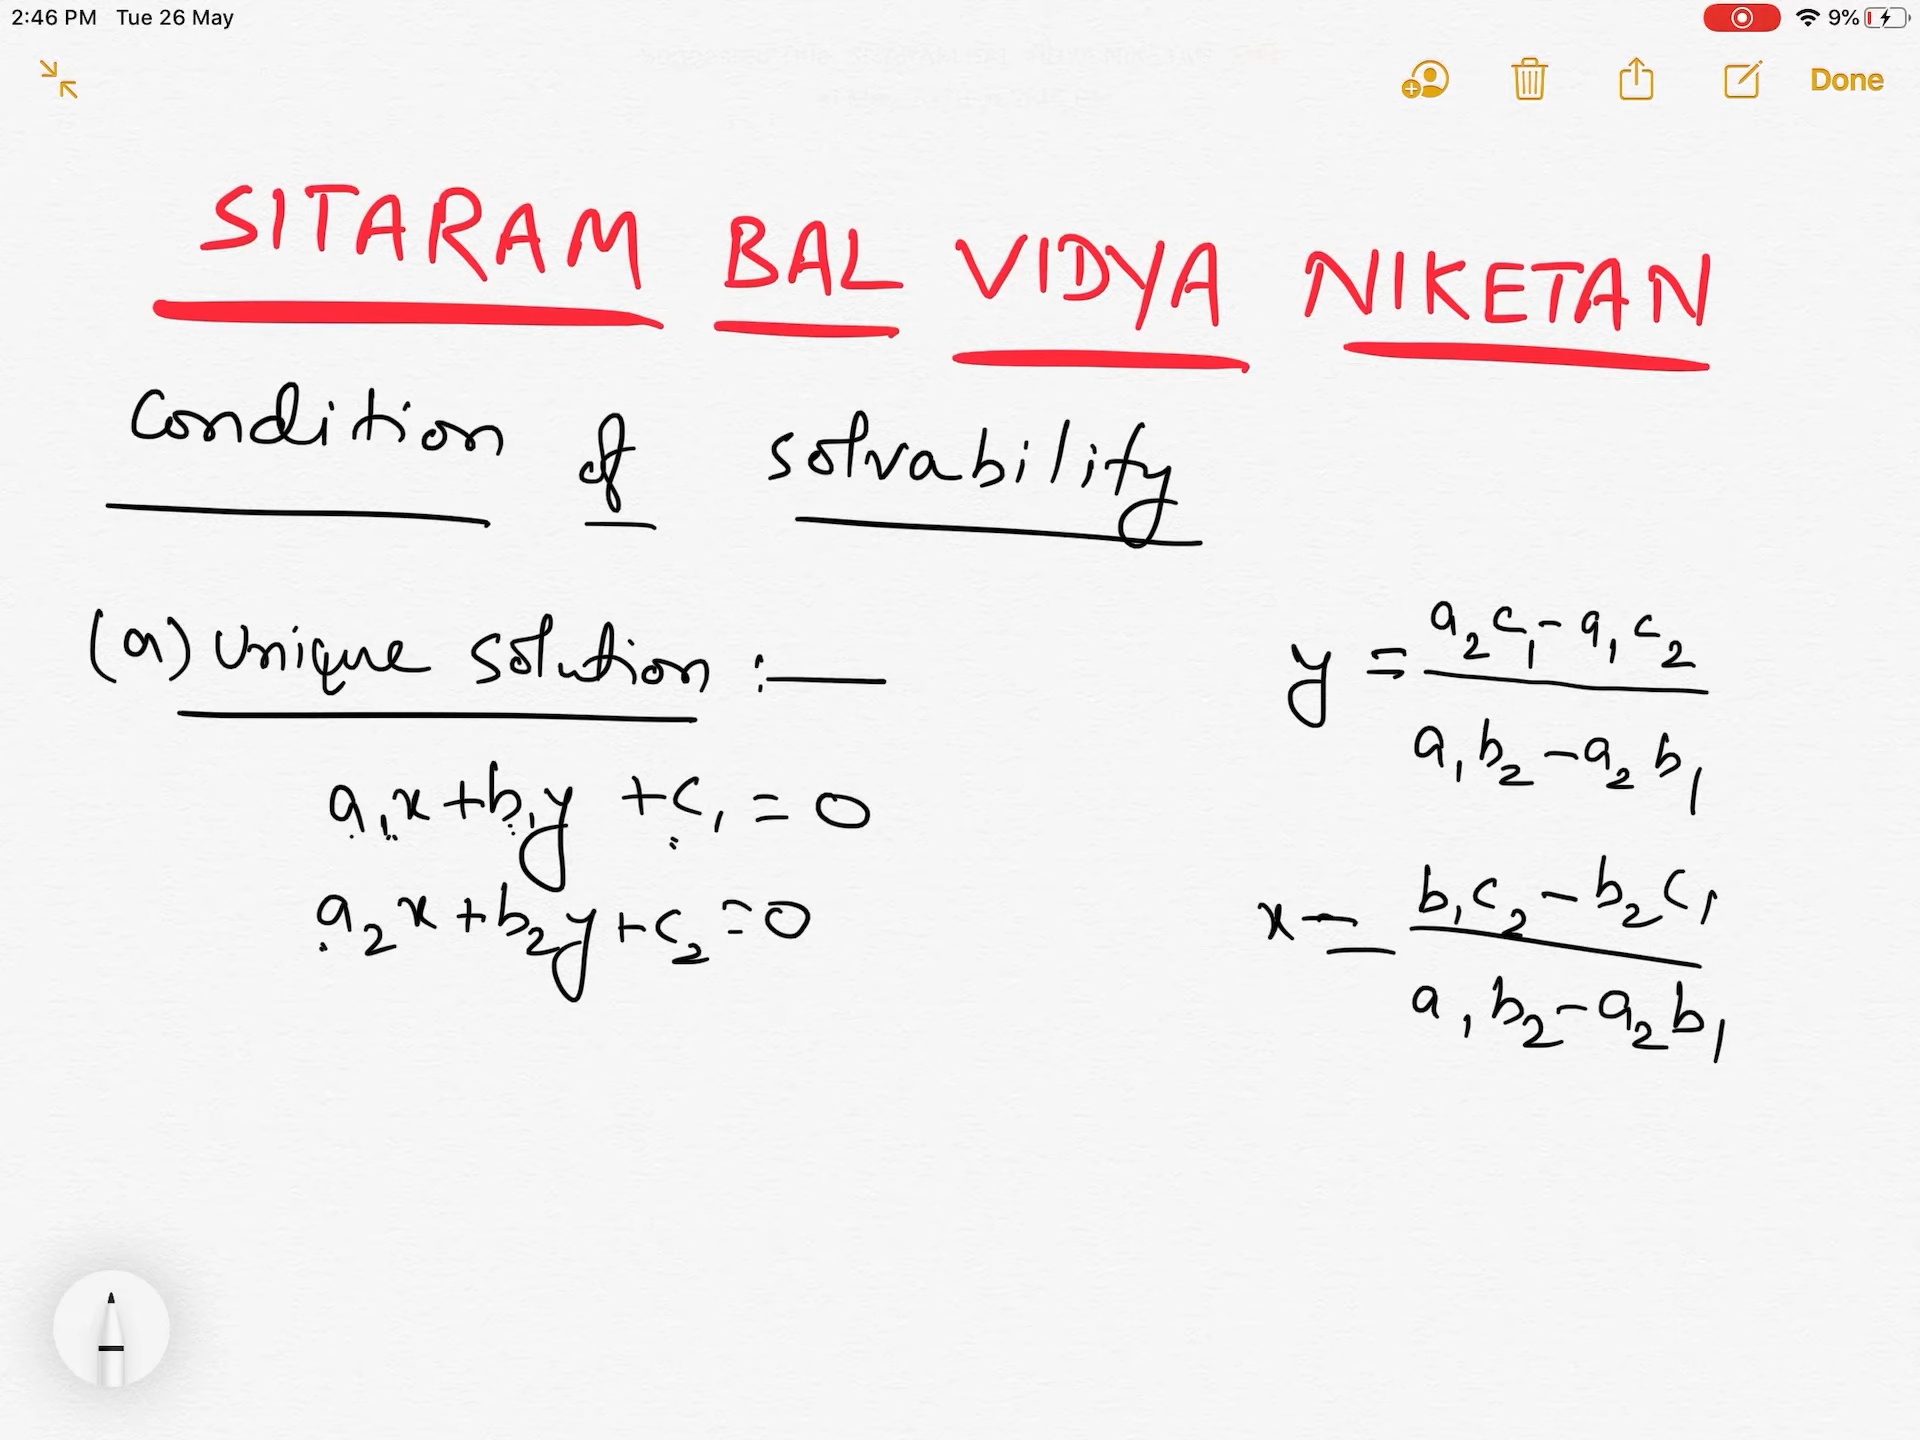 2:46 PM Tue 26 May
9%
Done
SITARAM BAL VIDYA NIKETAN
Condition of solvability
(a) Unique solution :—
a₁x + b₁y + c₁ = 0
a₂x + b₂y + c₂ = 0
y = a₂c₁ - a₁c₂
a₁b₂ - a₂b₁
x = b₁c₂ - b₂c₁
a₁b₂ - a₂b₁